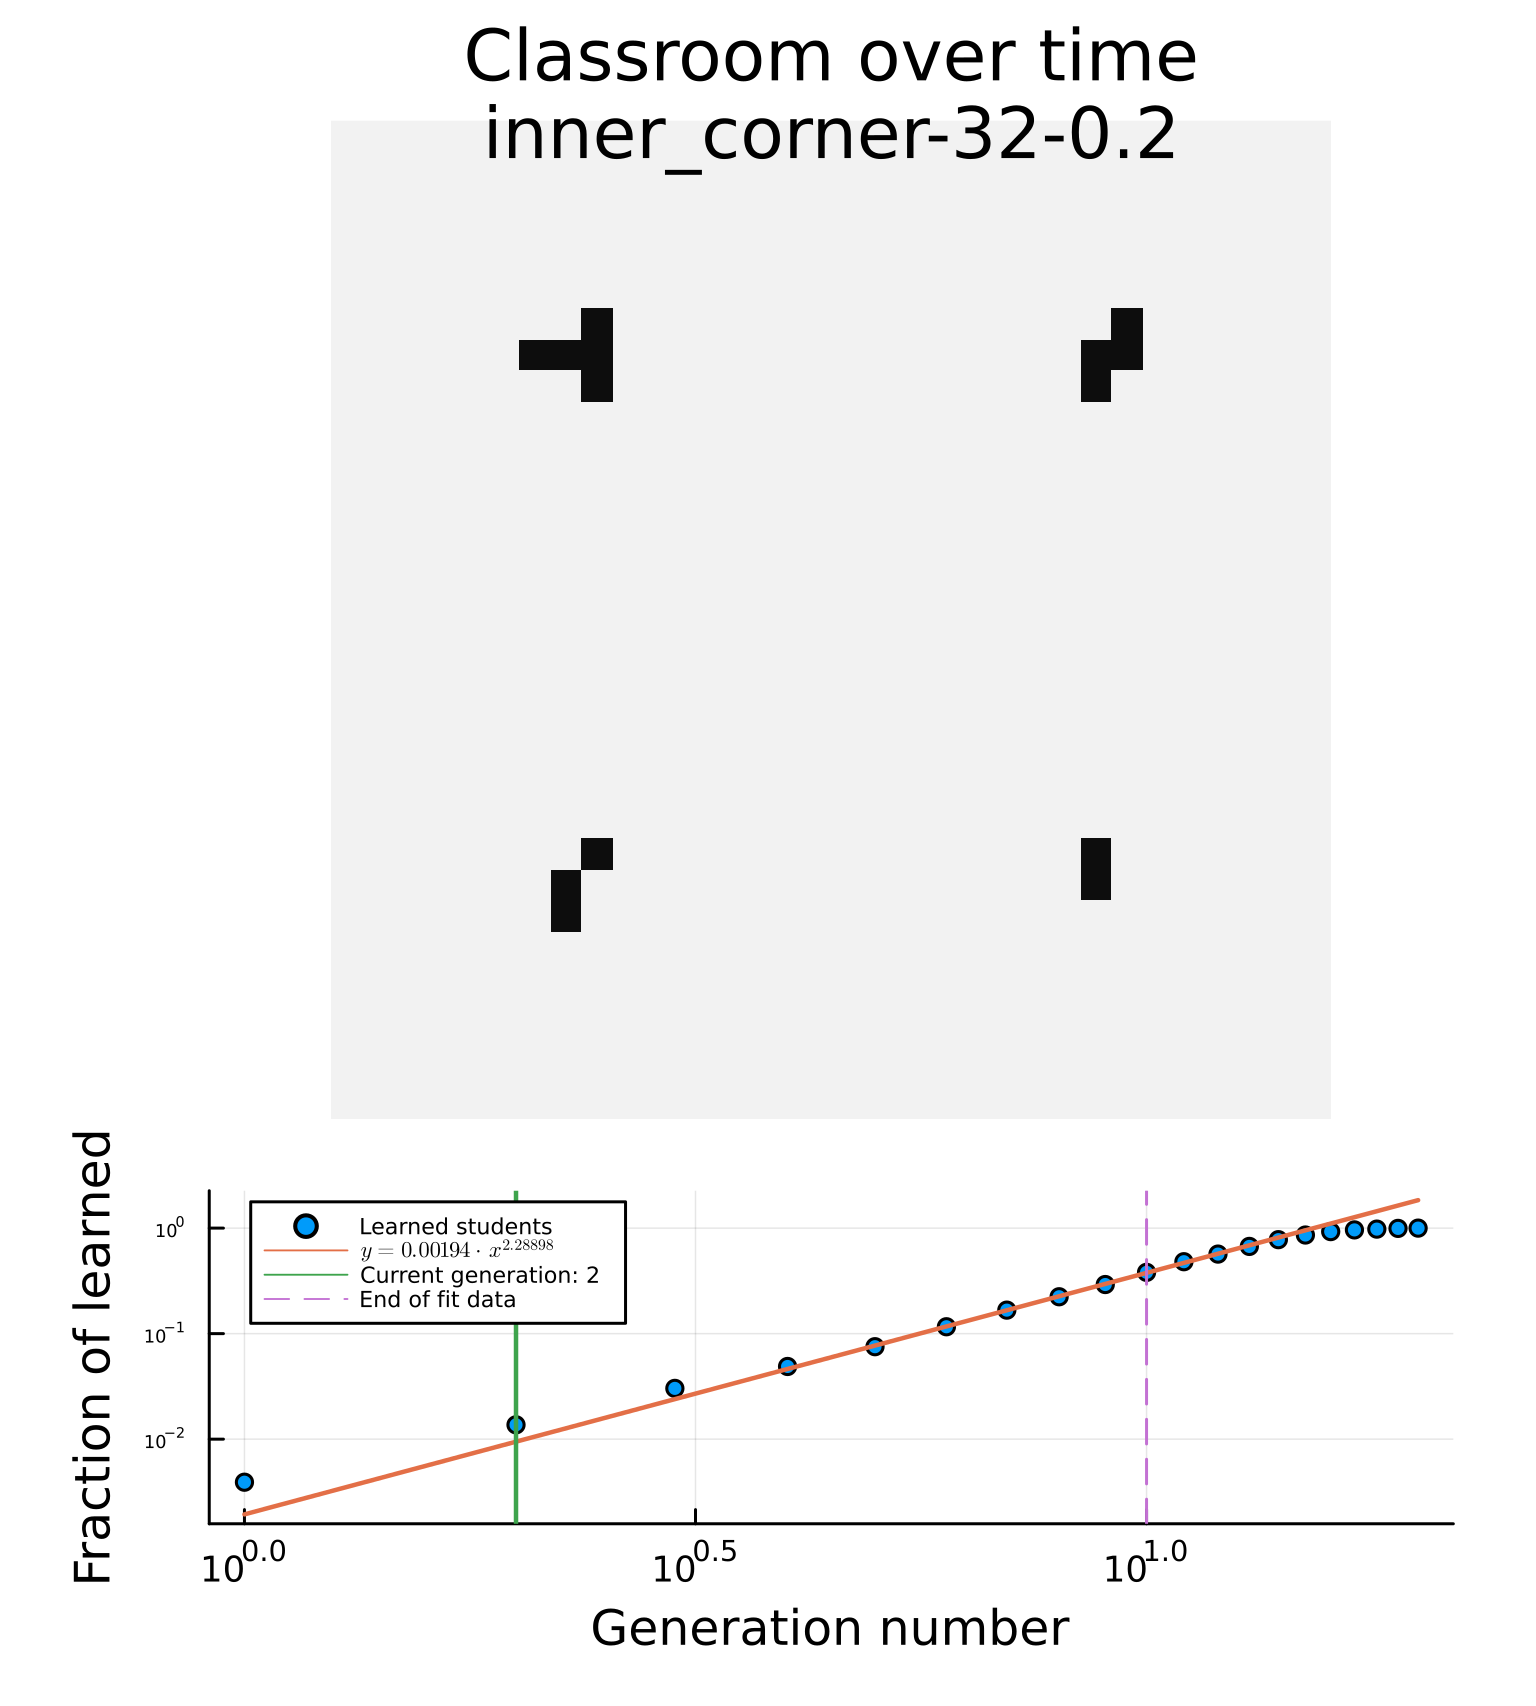 Classroom over time
inner_corner-32-0.2
Fraction of learned
10^0
10^-1
10^-2
Learned students
y = 0.00194 · x^2.28898
Current generation: 2
End of fit data
10^0.0 10^0.5 10^1.0
Generation number